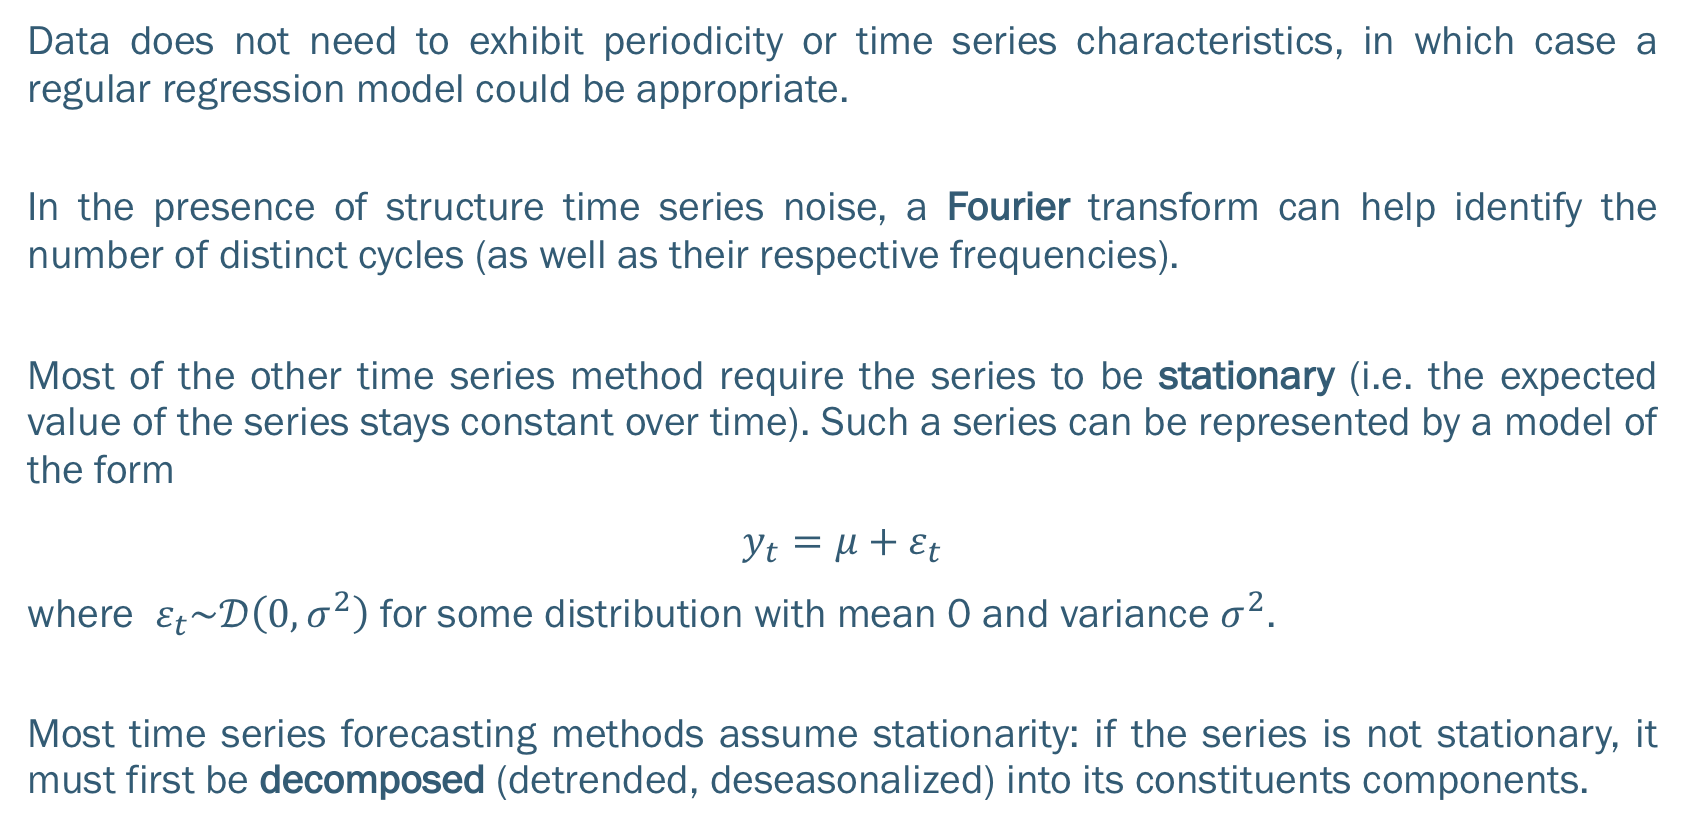 Data does not need to exhibit periodicity or time series characteristics, in which case a
regular regression model could be appropriate.
In the presence of structure time series noise, a Fourier transform can help identify the
number of distinct cycles (as well as their respective frequencies).
Most of the other time series method require the series to be stationary (i.e. the expected
value of the series stays constant over time). Such a series can be represented by a model of
the form
𝑦ₜ = 𝜇 + 𝜀ₜ
where 𝜀ₜ~𝒟(0, 𝜎²) for some distribution with mean 0 and variance 𝜎².
Most time series forecasting methods assume stationarity: if the series is not stationary, it
must first be decomposed (detrended, deseasonalized) into its constituents components.